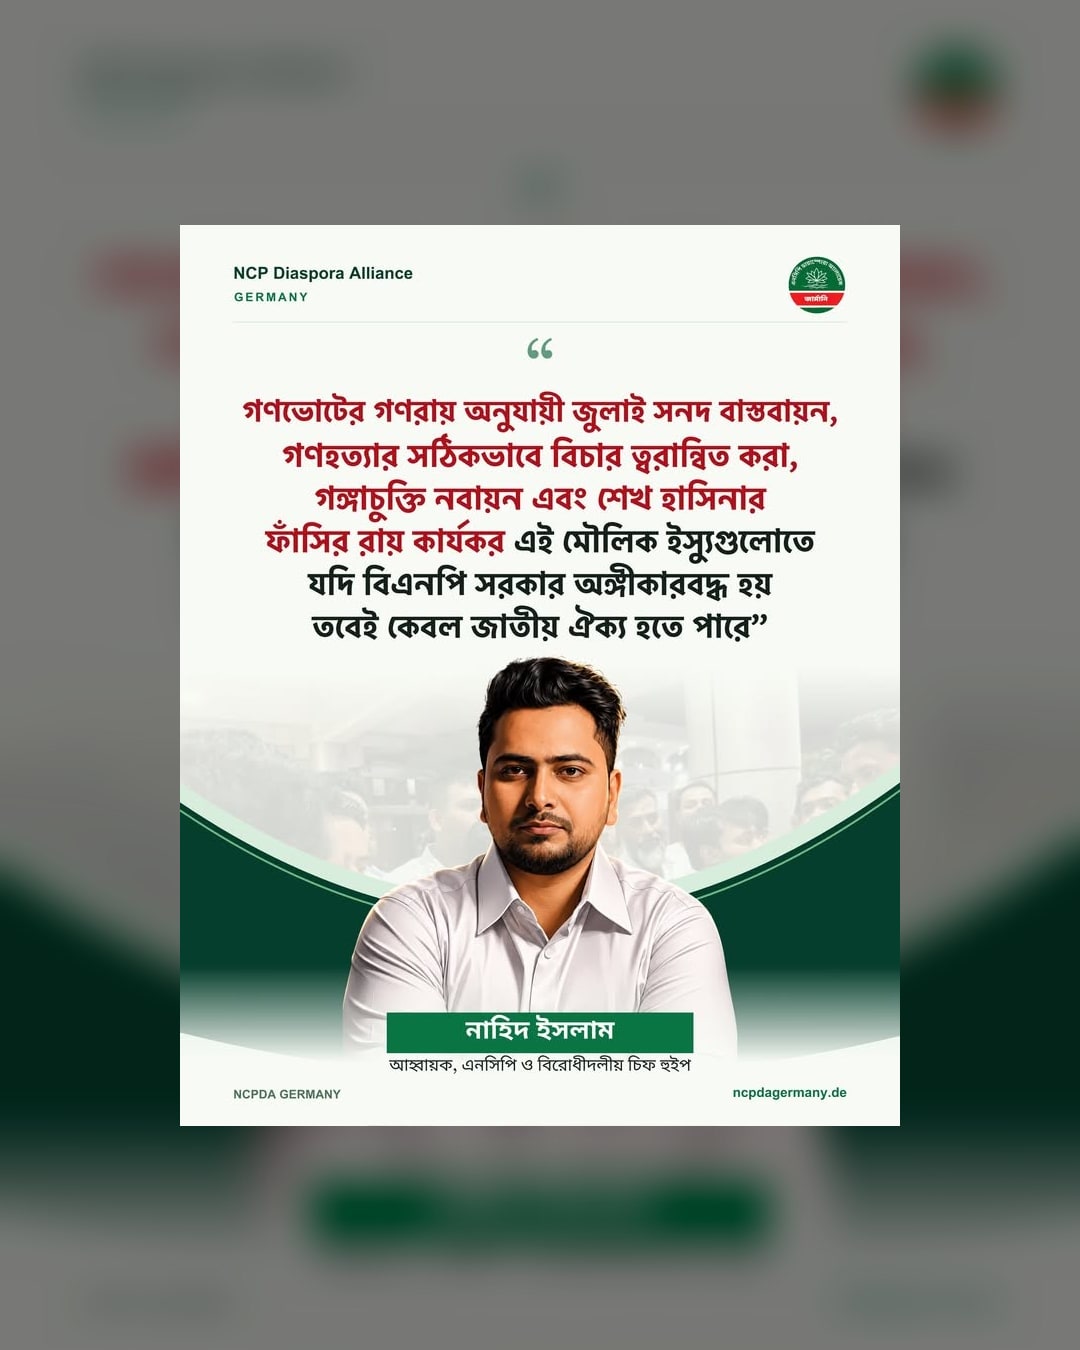 NCP Diaspora Alliance
GERMANY
এনসিপি ডায়াস্পোরা অ্যালায়েন্স
জার্মানি
“
গণভোটের গণরায় অনুযায়ী জুলাই সনদ বাস্তবায়ন,
গণহত্যার সঠিকভাবে বিচার ত্বরান্বিত করা,
গঙ্গাচুক্তি নবায়ন এবং শেখ হাসিনার
ফাঁসির রায় কার্যকর এই মৌলিক ইস্যুগুলোতে
যদি বিএনপি সরকার অঙ্গীকারবদ্ধ হয়
তবেই কেবল জাতীয় ঐক্য হতে পারে”
নাহিদ ইসলাম
আহ্বায়ক, এনসিপি ও বিরোধীদলীয় চিফ হুইপ
NCPDA GERMANY
ncpdagermany.de